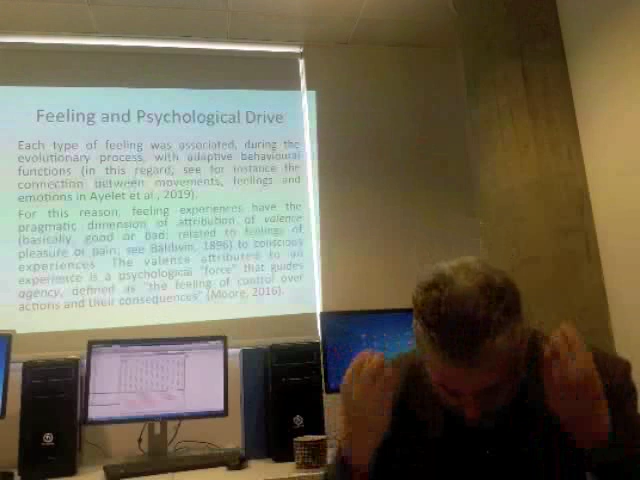 Feeling and Psychological Drive
Each type of feeling was associated, during the
evolutionary process, with adaptive behavioural
functions (in this regard, see for instance the
connection between movements, feelings and
emotions in Ayelet et al., 2019).
For this reason, feeling experiences have the
pragmatic dimension of attribution of valence
(basically, good or bad; related to feelings of
pleasure or pain; see Baldwin, 1896) to conscious
experiences. The valence attributed to an
experience is a psychological "force" that guides
agency, defined as "the feeling of control over
actions and their consequences" (Moore, 2016).